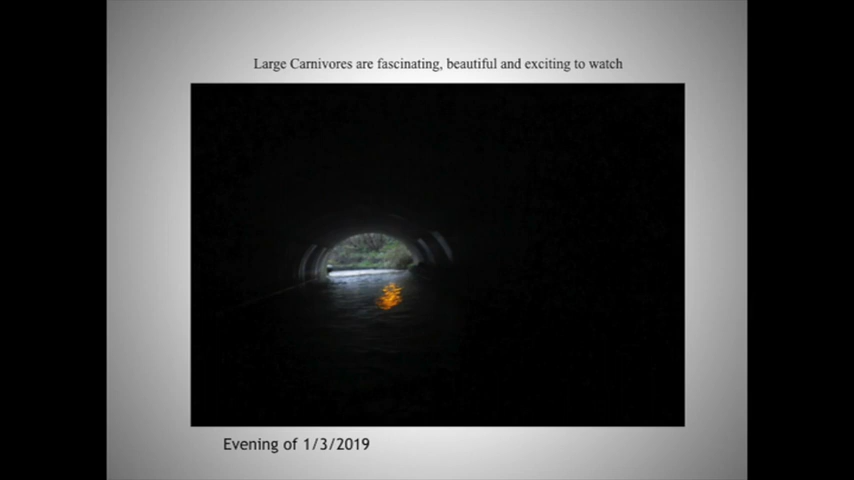 Large Carnivores are fascinating, beautiful and exciting to watch
Evening of 1/3/2019